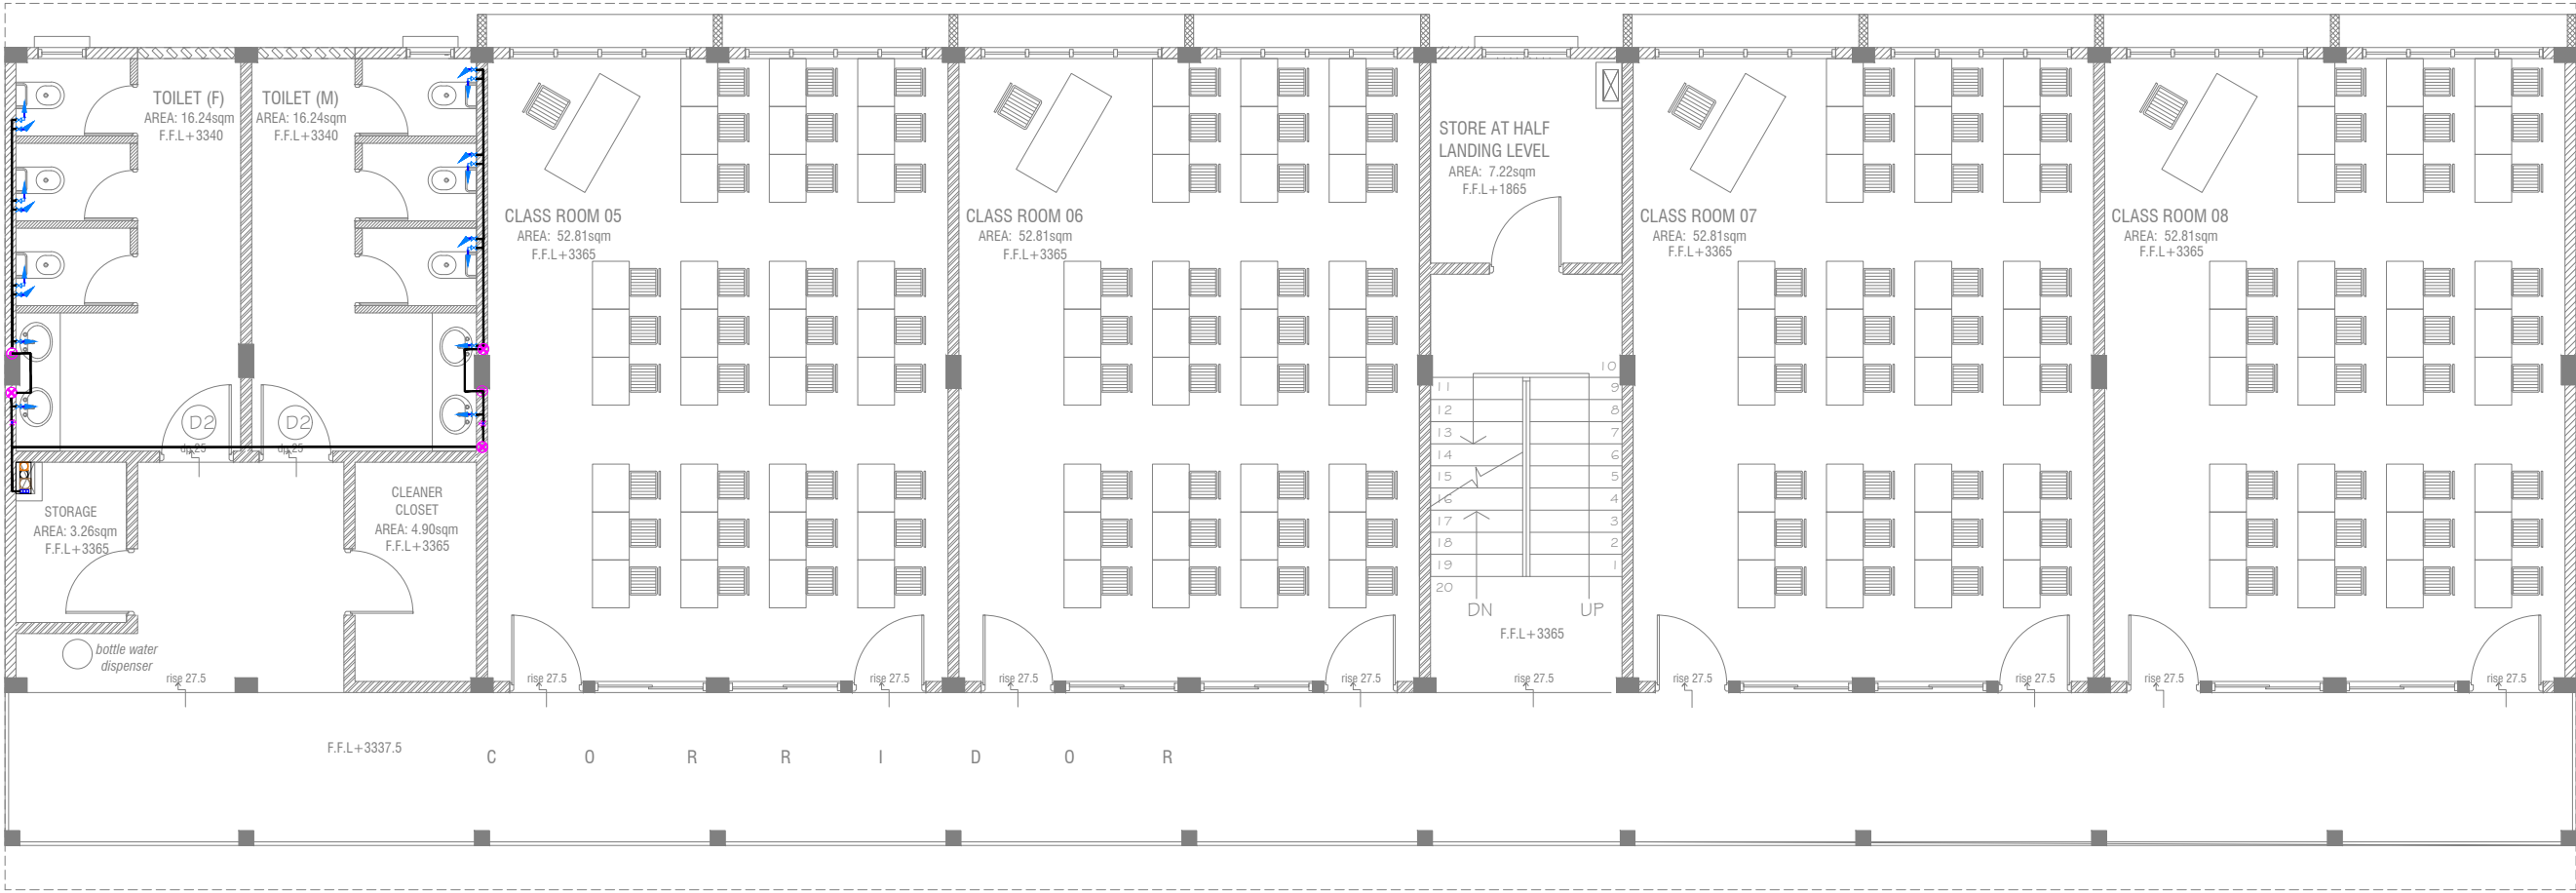 TOILET (F)
AREA: 16.24sqm
F.F.L+3340
TOILET (M)
AREA: 16.24sqm
F.F.L+3340
CLASS ROOM 05
AREA: 52.81sqm
F.F.L+3365
CLASS ROOM 06
AREA: 52.81sqm
F.F.L+3365
STORE AT HALF
LANDING LEVEL
AREA: 7.22sqm
F.F.L+1865
CLASS ROOM 07
AREA: 52.81sqm
F.F.L+3365
CLASS ROOM 08
AREA: 52.81sqm
F.F.L+3365
D2
D2
10
11
9
12
8
13
7
14
6
15
5
16
4
17
3
18
2
19
1
20
DN
UP
F.F.L+3365
STORAGE
AREA: 3.26sqm
F.F.L+3365
CLEANER
CLOSET
AREA: 4.90sqm
F.F.L+3365
bottle water
dispenser
rise 27.5
rise 27.5
rise 27.5
rise 27.5
rise 27.5
rise 27.5
rise 27.5
rise 27.5
rise 27.5
rise 27.5
F.F.L+3337.5
C O R R I D O R